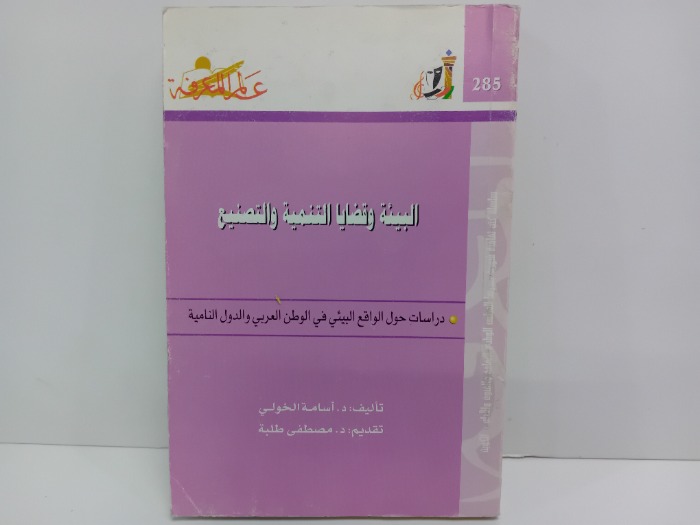 عالم المعرفة
285
البيئة وقضايا التنمية والتصنيع
دراسات حول الواقع البيئي في الوطن العربي والدول النامية
تأليف: د. أسامة الخولي
تقديم: د. مصطفى طلبة